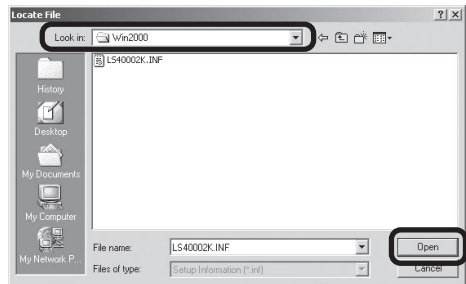 Locate File
Look in: Win2000
LS40002K.INF
History
Desktop
My Documents
My Computer
My Network P...
File name: LS40002K.INF Open
Files of type: Setup Information (*.inf) Cancel